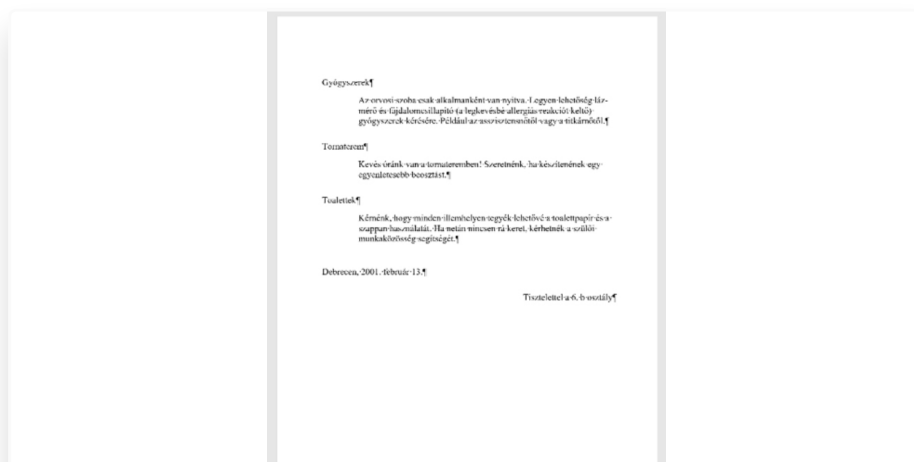 Gyógyszerek¶
Az·orvosi·szoba·csak·alkalmanként·van·nyitva.·Legyen·lehetőség·láz-
mérő·és·fájdalomcsillapító·(a·legkevésbé·allergiás·reakciót·keltő)·
gyógyszerek·kérésére.·Például·az·asszisztensnőtől·vagy·a·titkárnőtől.¶
Tornaterem¶
Kevés·óránk·van·a·tornateremben!·Szeretnénk,·ha·készítenének·egy·
egyenletesebb·beosztást.¶
Toalettek¶
Kérnénk,·hogy·minden·illemhelyen·tegyék·lehetővé·a·toalettpapír·és·a·
szappan·használatát.·Ha·netán·nincsen·rá·keret,·kérhetnék·a·szülői·
munkaközösség·segítségét.¶
Debrecen,·2001.·február·13.¶
Tisztelettel·a·6.·b·osztály¶